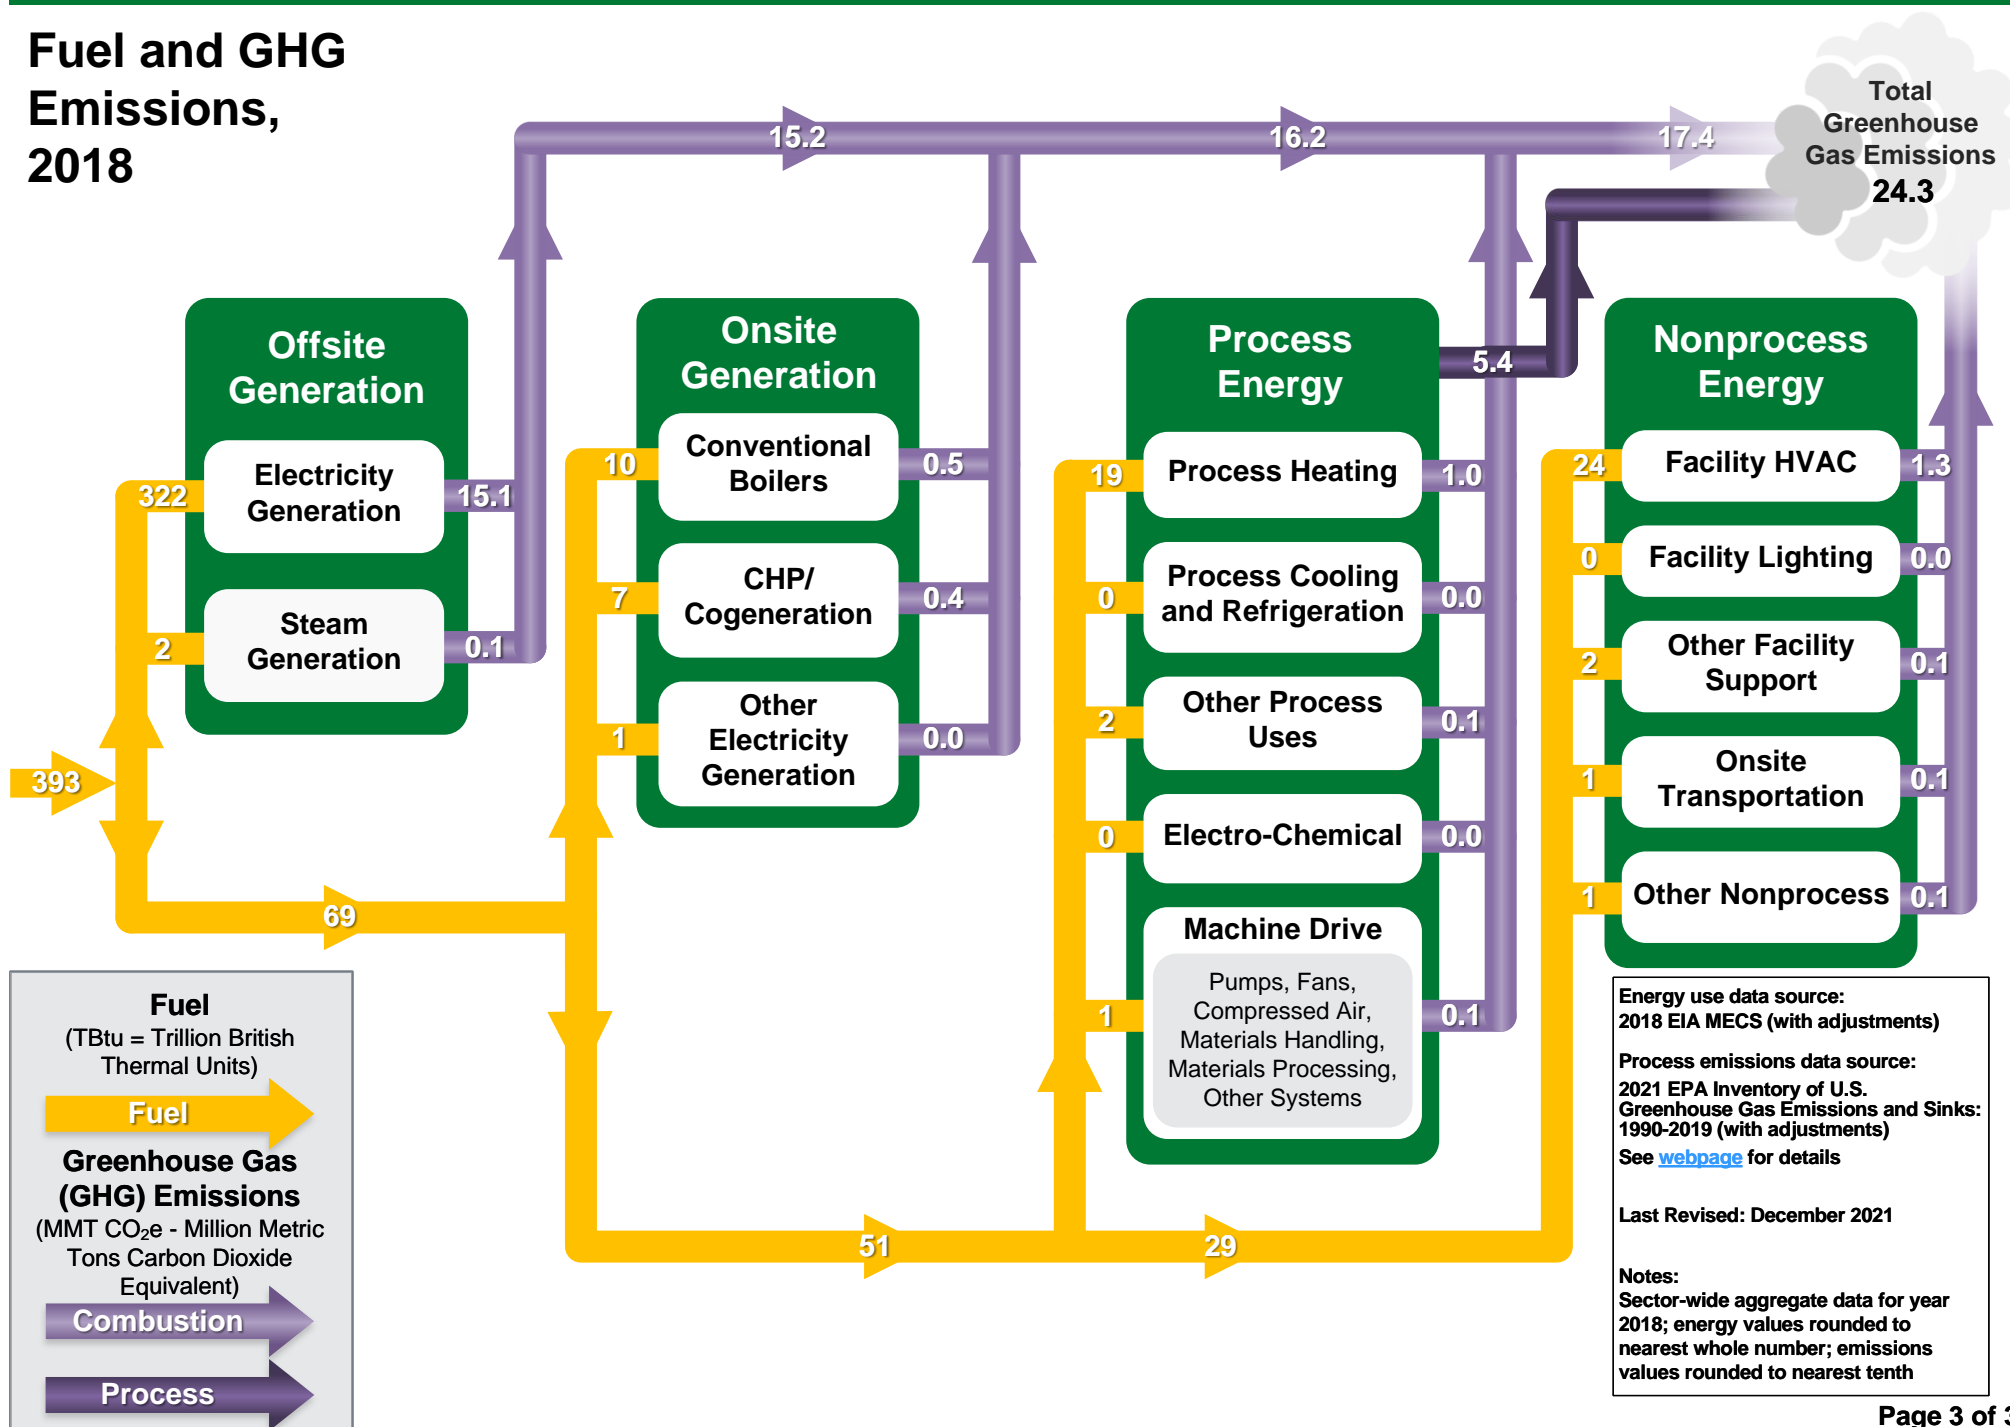 Fuel and GHG
Emissions,
2018
15.2
16.2
17.4
Total
Greenhouse
Gas Emissions
24.3
Offsite
Generation
322
Electricity
Generation
15.1
2
Steam
Generation
0.1
393
69
Onsite
Generation
10
Conventional
Boilers
0.5
7
CHP/
Cogeneration
0.4
1
Other
Electricity
Generation
0.0
51
29
Process
Energy
5.4
19
Process Heating
1.0
0
Process Cooling
and Refrigeration
0.0
2
Other Process
Uses
0.1
0
Electro-Chemical
0.0
Machine Drive
1
Pumps, Fans,
Compressed Air,
Materials Handling,
Materials Processing,
Other Systems
0.1
Nonprocess
Energy
24
Facility HVAC
1.3
0
Facility Lighting
0.0
2
Other Facility
Support
0.1
1
Onsite
Transportation
0.1
1
Other Nonprocess
0.1
Fuel
(TBtu = Trillion British
Thermal Units)
Fuel
Greenhouse Gas
(GHG) Emissions
(MMT CO₂e - Million Metric
Tons Carbon Dioxide
Equivalent)
Combustion
Process
Energy use data source:
2018 EIA MECS (with adjustments)
Process emissions data source:
2021 EPA Inventory of U.S.
Greenhouse Gas Emissions and Sinks:
1990-2019 (with adjustments)
See webpage for details
Last Revised: December 2021
Notes:
Sector-wide aggregate data for year
2018; energy values rounded to
nearest whole number; emissions
values rounded to nearest tenth
Page 3 of 3